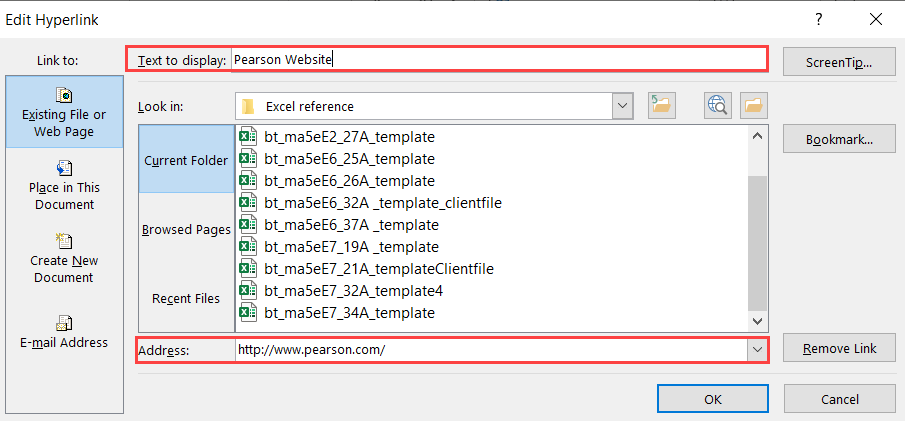 Edit Hyperlink
?
Link to:
Text to display: Pearson Website
ScreenTip...
Existing File or
Web Page
Look in: Excel reference
Bookmark...
Current Folder
Browsed Pages
Recent Files
bt_ma5eE2_27A_template
bt_ma5eE6_25A_template
bt_ma5eE6_26A_template
bt_ma5eE6_32A _template_clientfile
bt_ma5eE6_37A _template
bt_ma5eE7_19A _template
bt_ma5eE7_21A_templateClientfile
bt_ma5eE7_32A_template4
bt_ma5eE7_34A_template
Place in This
Document
Create New
Document
E-mail Address
Address: http://www.pearson.com/
Remove Link
OK
Cancel